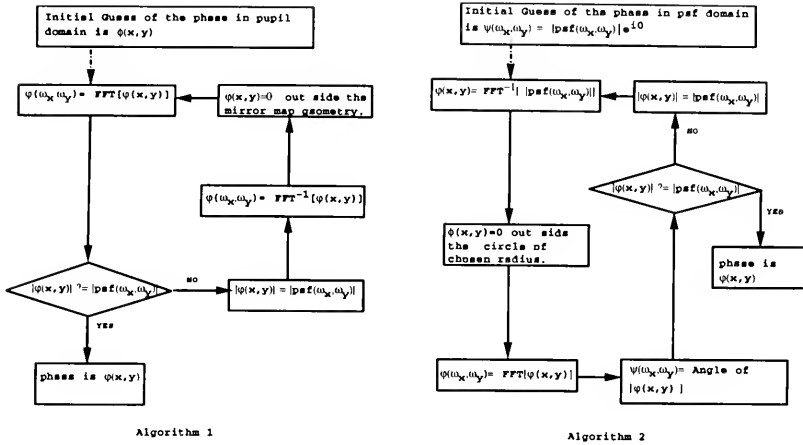 Initial Guess of the phase in pupil
domain is ϕ(x,y)
φ(ωx,ωy)= FFT[φ(x,y)]
φ(x,y)=0 out side the
mirror map geometry.
φ(ωx,ωy)= FFT⁻¹[φ(x,y)]
|φ(x,y)| ?= |psf(ωx,ωy)|
NO
|φ(x,y)| = |psf(ωx,ωy)|
YES
phase is φ(x,y)
Algorithm 1
Initial Guess of the phase in psf domain
is ψ(ωx,ωy) = |psf(ωx,ωy)|e^i0
φ(x,y)= FFT⁻¹[ |psf(ωx,ωy)|]
|φ(x,y)| = |psf(ωx,ωy)|
NO
|φ(x,y)| ?= |psf(ωx,ωy)|
YES
phase is
φ(x,y)
ϕ(x,y)=0 out side
the circle of
chosen radius.
φ(ωx,ωy)= FFT[φ(x,y)]
ψ(ωx,ωy)= Angle of
|φ(x,y) ]
Algorithm 2